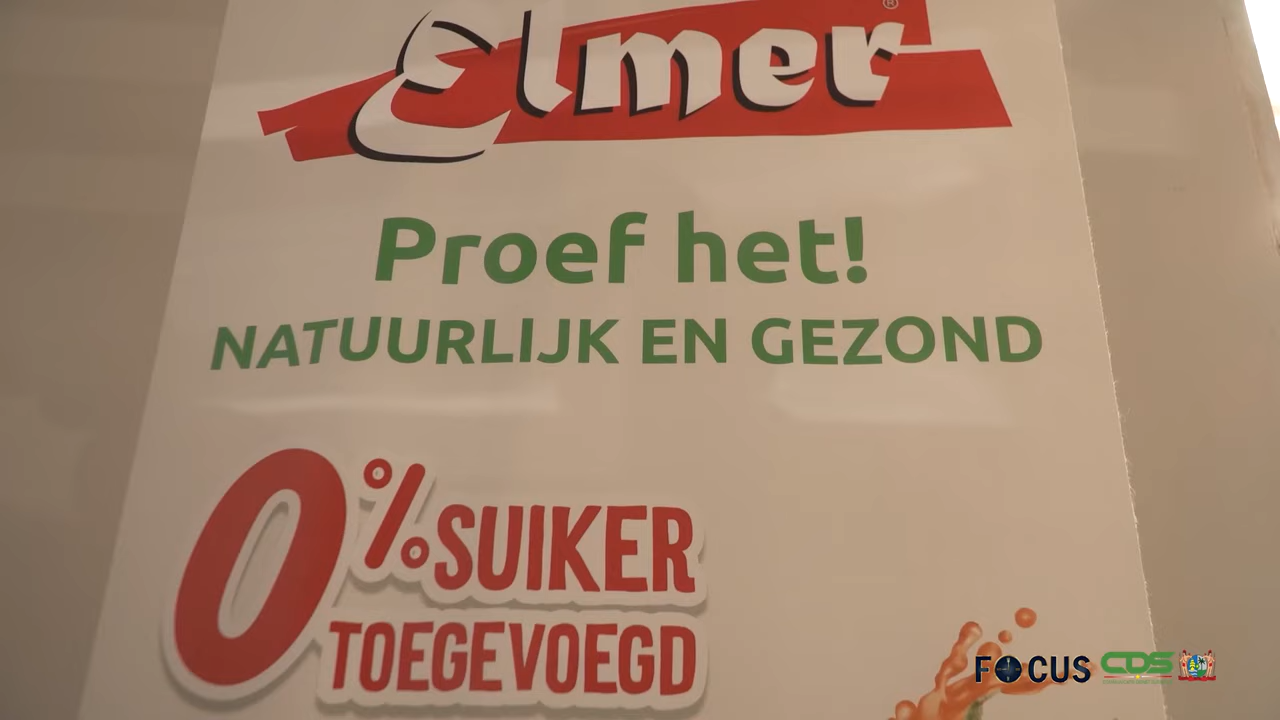 Elmer®
Proef het!
NATUURLIJK EN GEZOND
0% SUIKER
TOEGEVOEGD
FOCUS CDS